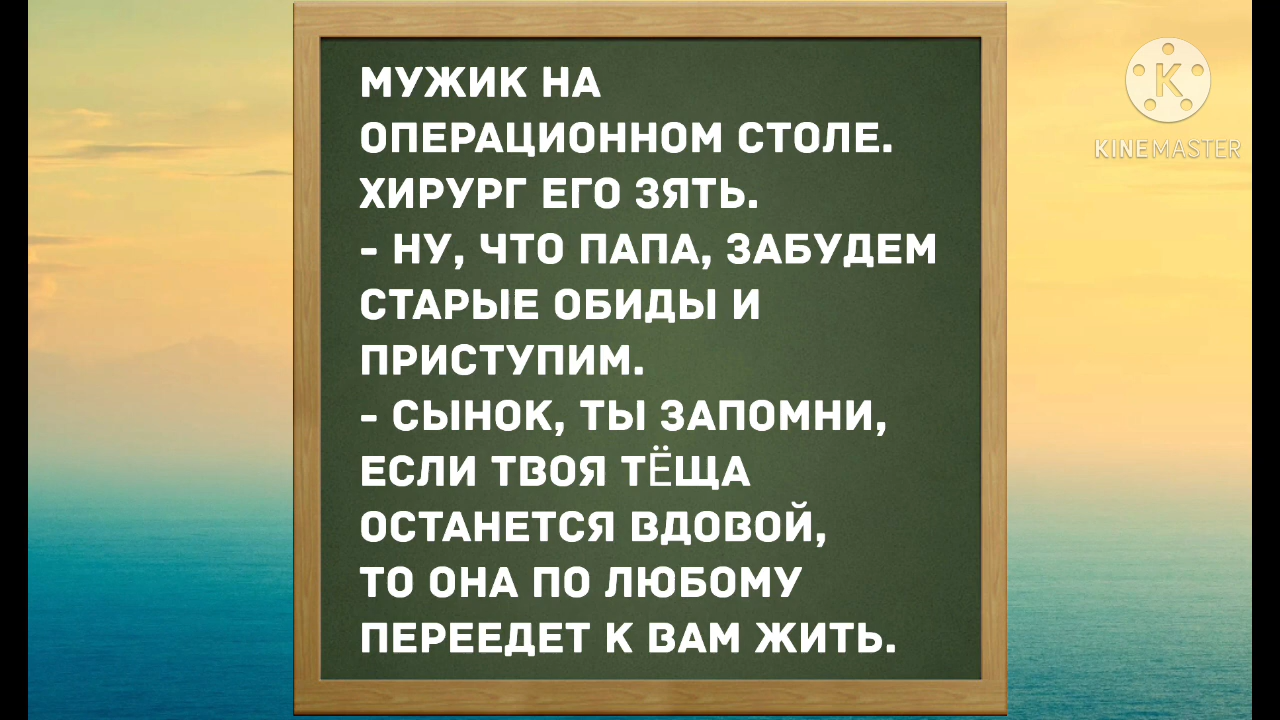 МУЖИК НА
ОПЕРАЦИОННОМ СТОЛЕ.
ХИРУРГ ЕГО ЗЯТЬ.
- НУ, ЧТО ПАПА, ЗАБУДЕМ
СТАРЫЕ ОБИДЫ И
ПРИСТУПИМ.
- СЫНОК, ТЫ ЗАПОМНИ,
ЕСЛИ ТВОЯ ТЁЩА
ОСТАНЕТСЯ ВДОВОЙ,
ТО ОНА ПО ЛЮБОМУ
ПЕРЕЕДЕТ К ВАМ ЖИТЬ.
K
KINEMASTER